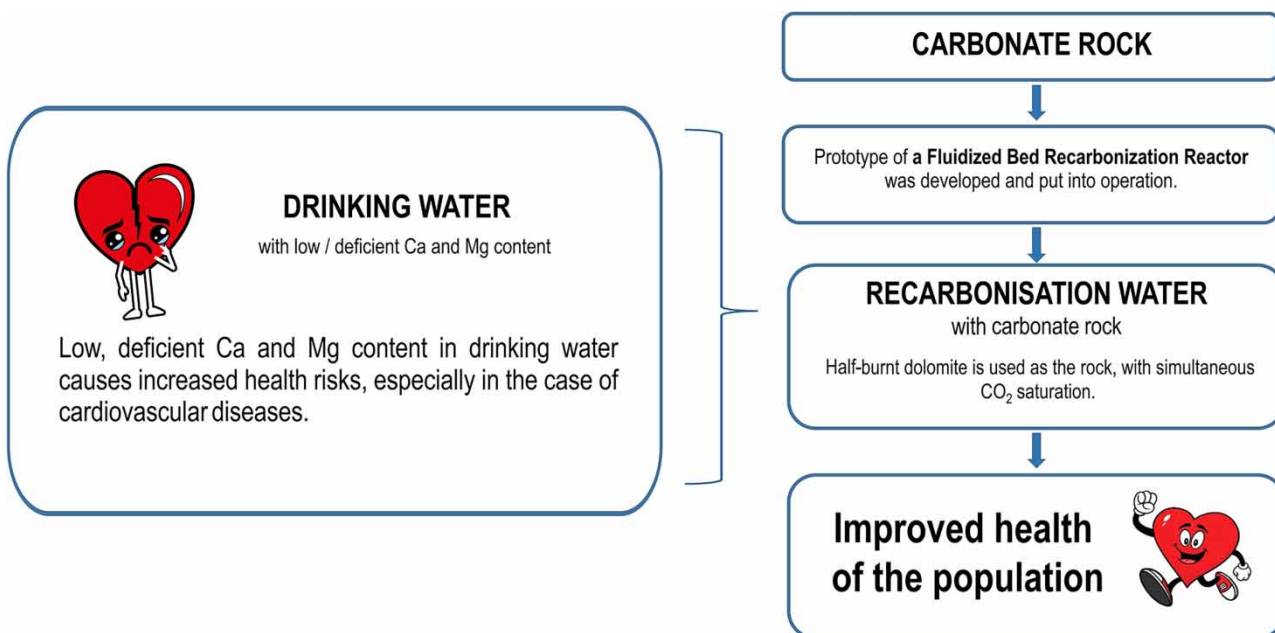 DRINKING WATER
with low / deficient Ca and Mg content
Low, deficient Ca and Mg content in drinking water
causes increased health risks, especially in the case of
cardiovascular diseases.
CARBONATE ROCK
Prototype of a Fluidized Bed Recarbonization Reactor
was developed and put into operation.
RECARBONISATION WATER
with carbonate rock
Half-burnt dolomite is used as the rock, with simultaneous
CO₂ saturation.
Improved health
of the population